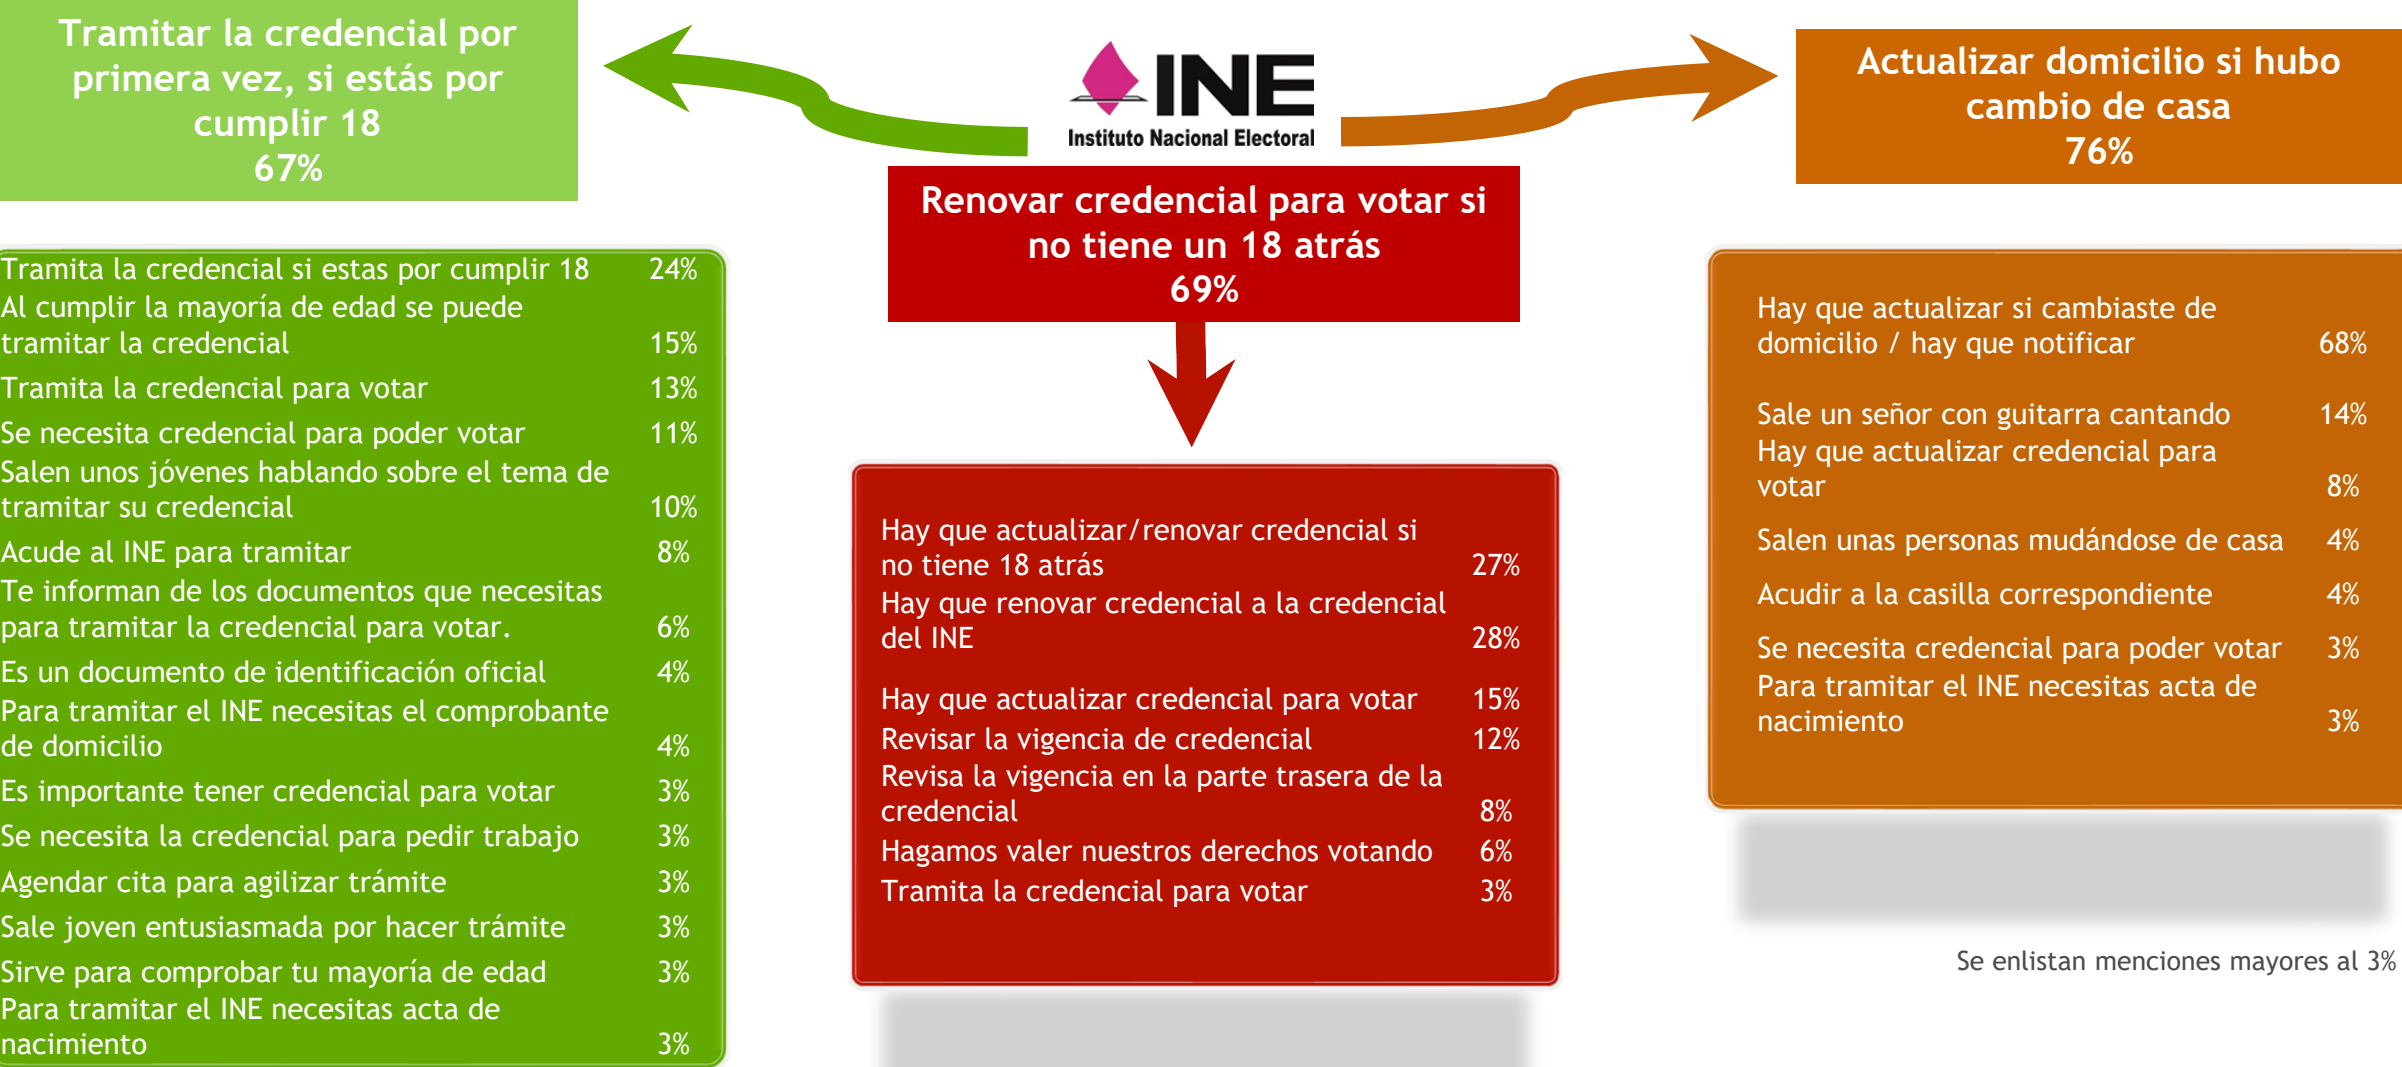 Tramitar la credencial por
primera vez, si estás por
cumplir 18
67%
INE
Instituto Nacional Electoral
Actualizar domicilio si hubo
cambio de casa
76%
Renovar credencial para votar si
no tiene un 18 atrás
69%
Tramita la credencial si estas por cumplir 18 24%
Al cumplir la mayoría de edad se puede
tramitar la credencial 15%
Tramita la credencial para votar 13%
Se necesita credencial para poder votar 11%
Salen unos jóvenes hablando sobre el tema de
tramitar su credencial 10%
Acude al INE para tramitar 8%
Te informan de los documentos que necesitas
para tramitar la credencial para votar. 6%
Es un documento de identificación oficial 4%
Para tramitar el INE necesitas el comprobante
de domicilio 4%
Es importante tener credencial para votar 3%
Se necesita la credencial para pedir trabajo 3%
Agendar cita para agilizar trámite 3%
Sale joven entusiasmada por hacer trámite 3%
Sirve para comprobar tu mayoría de edad 3%
Para tramitar el INE necesitas acta de
nacimiento 3%
Hay que actualizar/renovar credencial si
no tiene 18 atrás 27%
Hay que renovar credencial a la credencial
del INE 28%
Hay que actualizar credencial para votar 15%
Revisar la vigencia de credencial 12%
Revisa la vigencia en la parte trasera de la
credencial 8%
Hagamos valer nuestros derechos votando 6%
Tramita la credencial para votar 3%
Hay que actualizar si cambiaste de
domicilio / hay que notificar 68%
Sale un señor con guitarra cantando 14%
Hay que actualizar credencial para
votar 8%
Salen unas personas mudándose de casa 4%
Acudir a la casilla correspondiente 4%
Se necesita credencial para poder votar 3%
Para tramitar el INE necesitas acta de
nacimiento 3%
Se enlistan menciones mayores al 3%